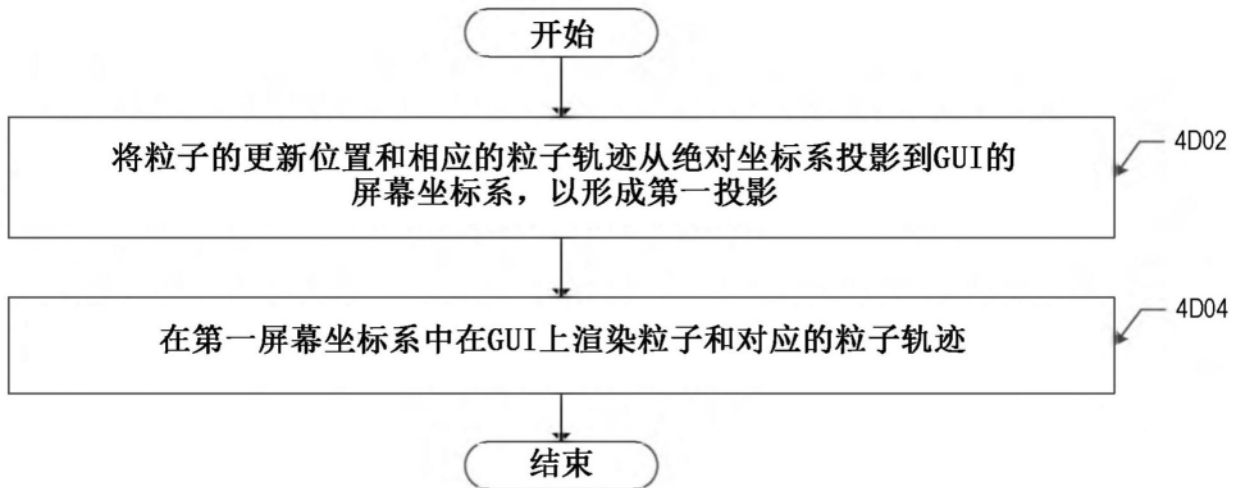 开始
将粒子的更新位置和相应的粒子轨迹从绝对坐标系投影到GUI的
屏幕坐标系，以形成第一投影
4D02
在第一屏幕坐标系中在GUI上渲染粒子和对应的粒子轨迹
4D04
结束